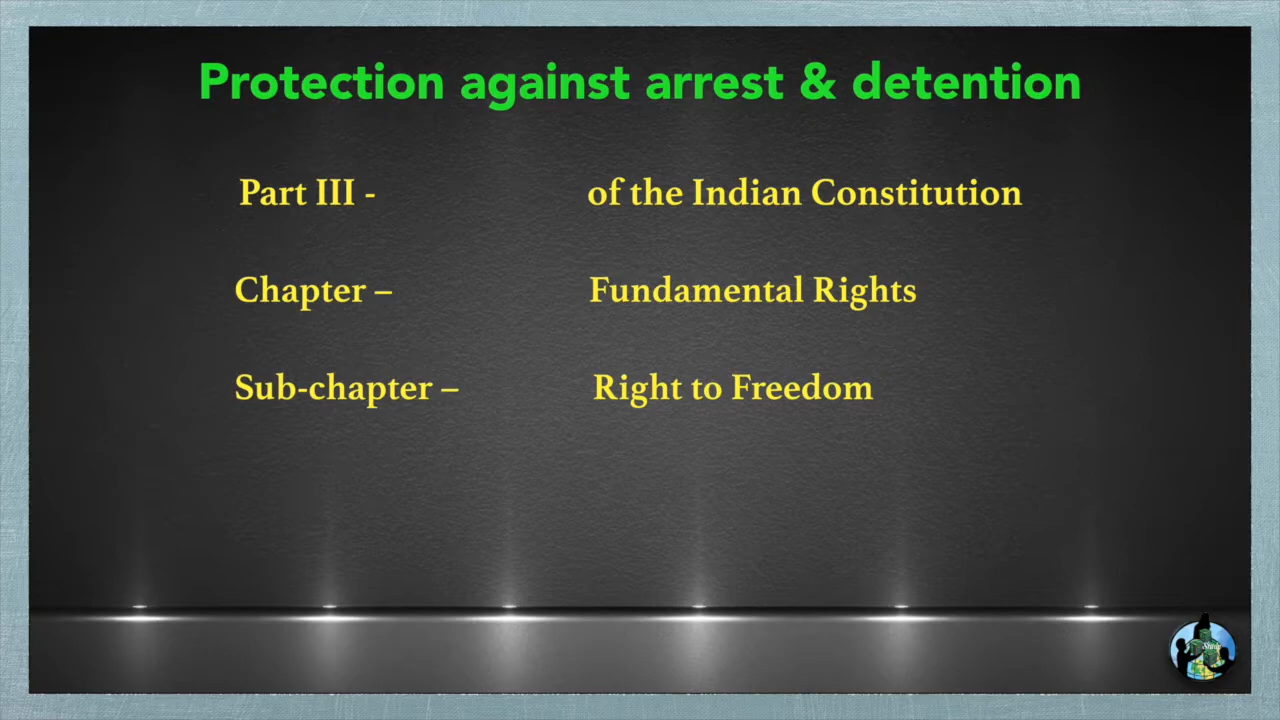 Protection against arrest & detention
Part III - of the Indian Constitution
Chapter – Fundamental Rights
Sub-chapter – Right to Freedom